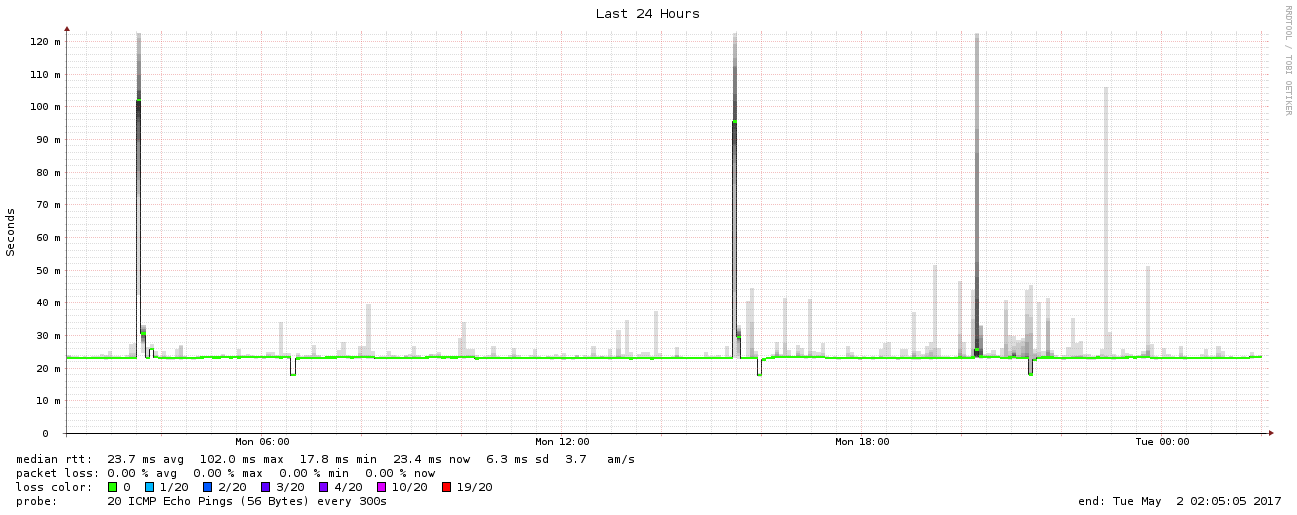 Last 24 Hours
RRDTOOL / TOBI OETIKER
Seconds
120 m
110 m
100 m
90 m
80 m
70 m
60 m
50 m
40 m
30 m
20 m
10 m
0
Mon 06:00 Mon 12:00 Mon 18:00 Tue 00:00
median rtt: 23.7 ms avg 102.0 ms max 17.8 ms min 23.4 ms now 6.3 ms sd 3.7 am/s
packet loss: 0.00 % avg 0.00 % max 0.00 % min 0.00 % now
loss color: 0 1/20 2/20 3/20 4/20 10/20 19/20
probe: 20 ICMP Echo Pings (56 Bytes) every 300s end: Tue May 2 02:05:05 2017